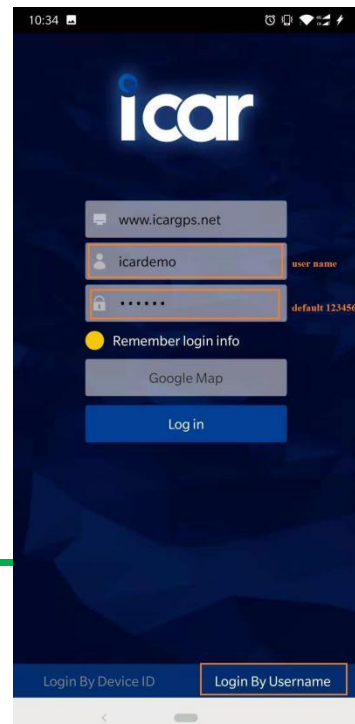 10:34
icar
www.icargps.net
icardemo user name
•••••• default 123456
Remember login info
Google Map
Log in
Login By Device ID Login By Username